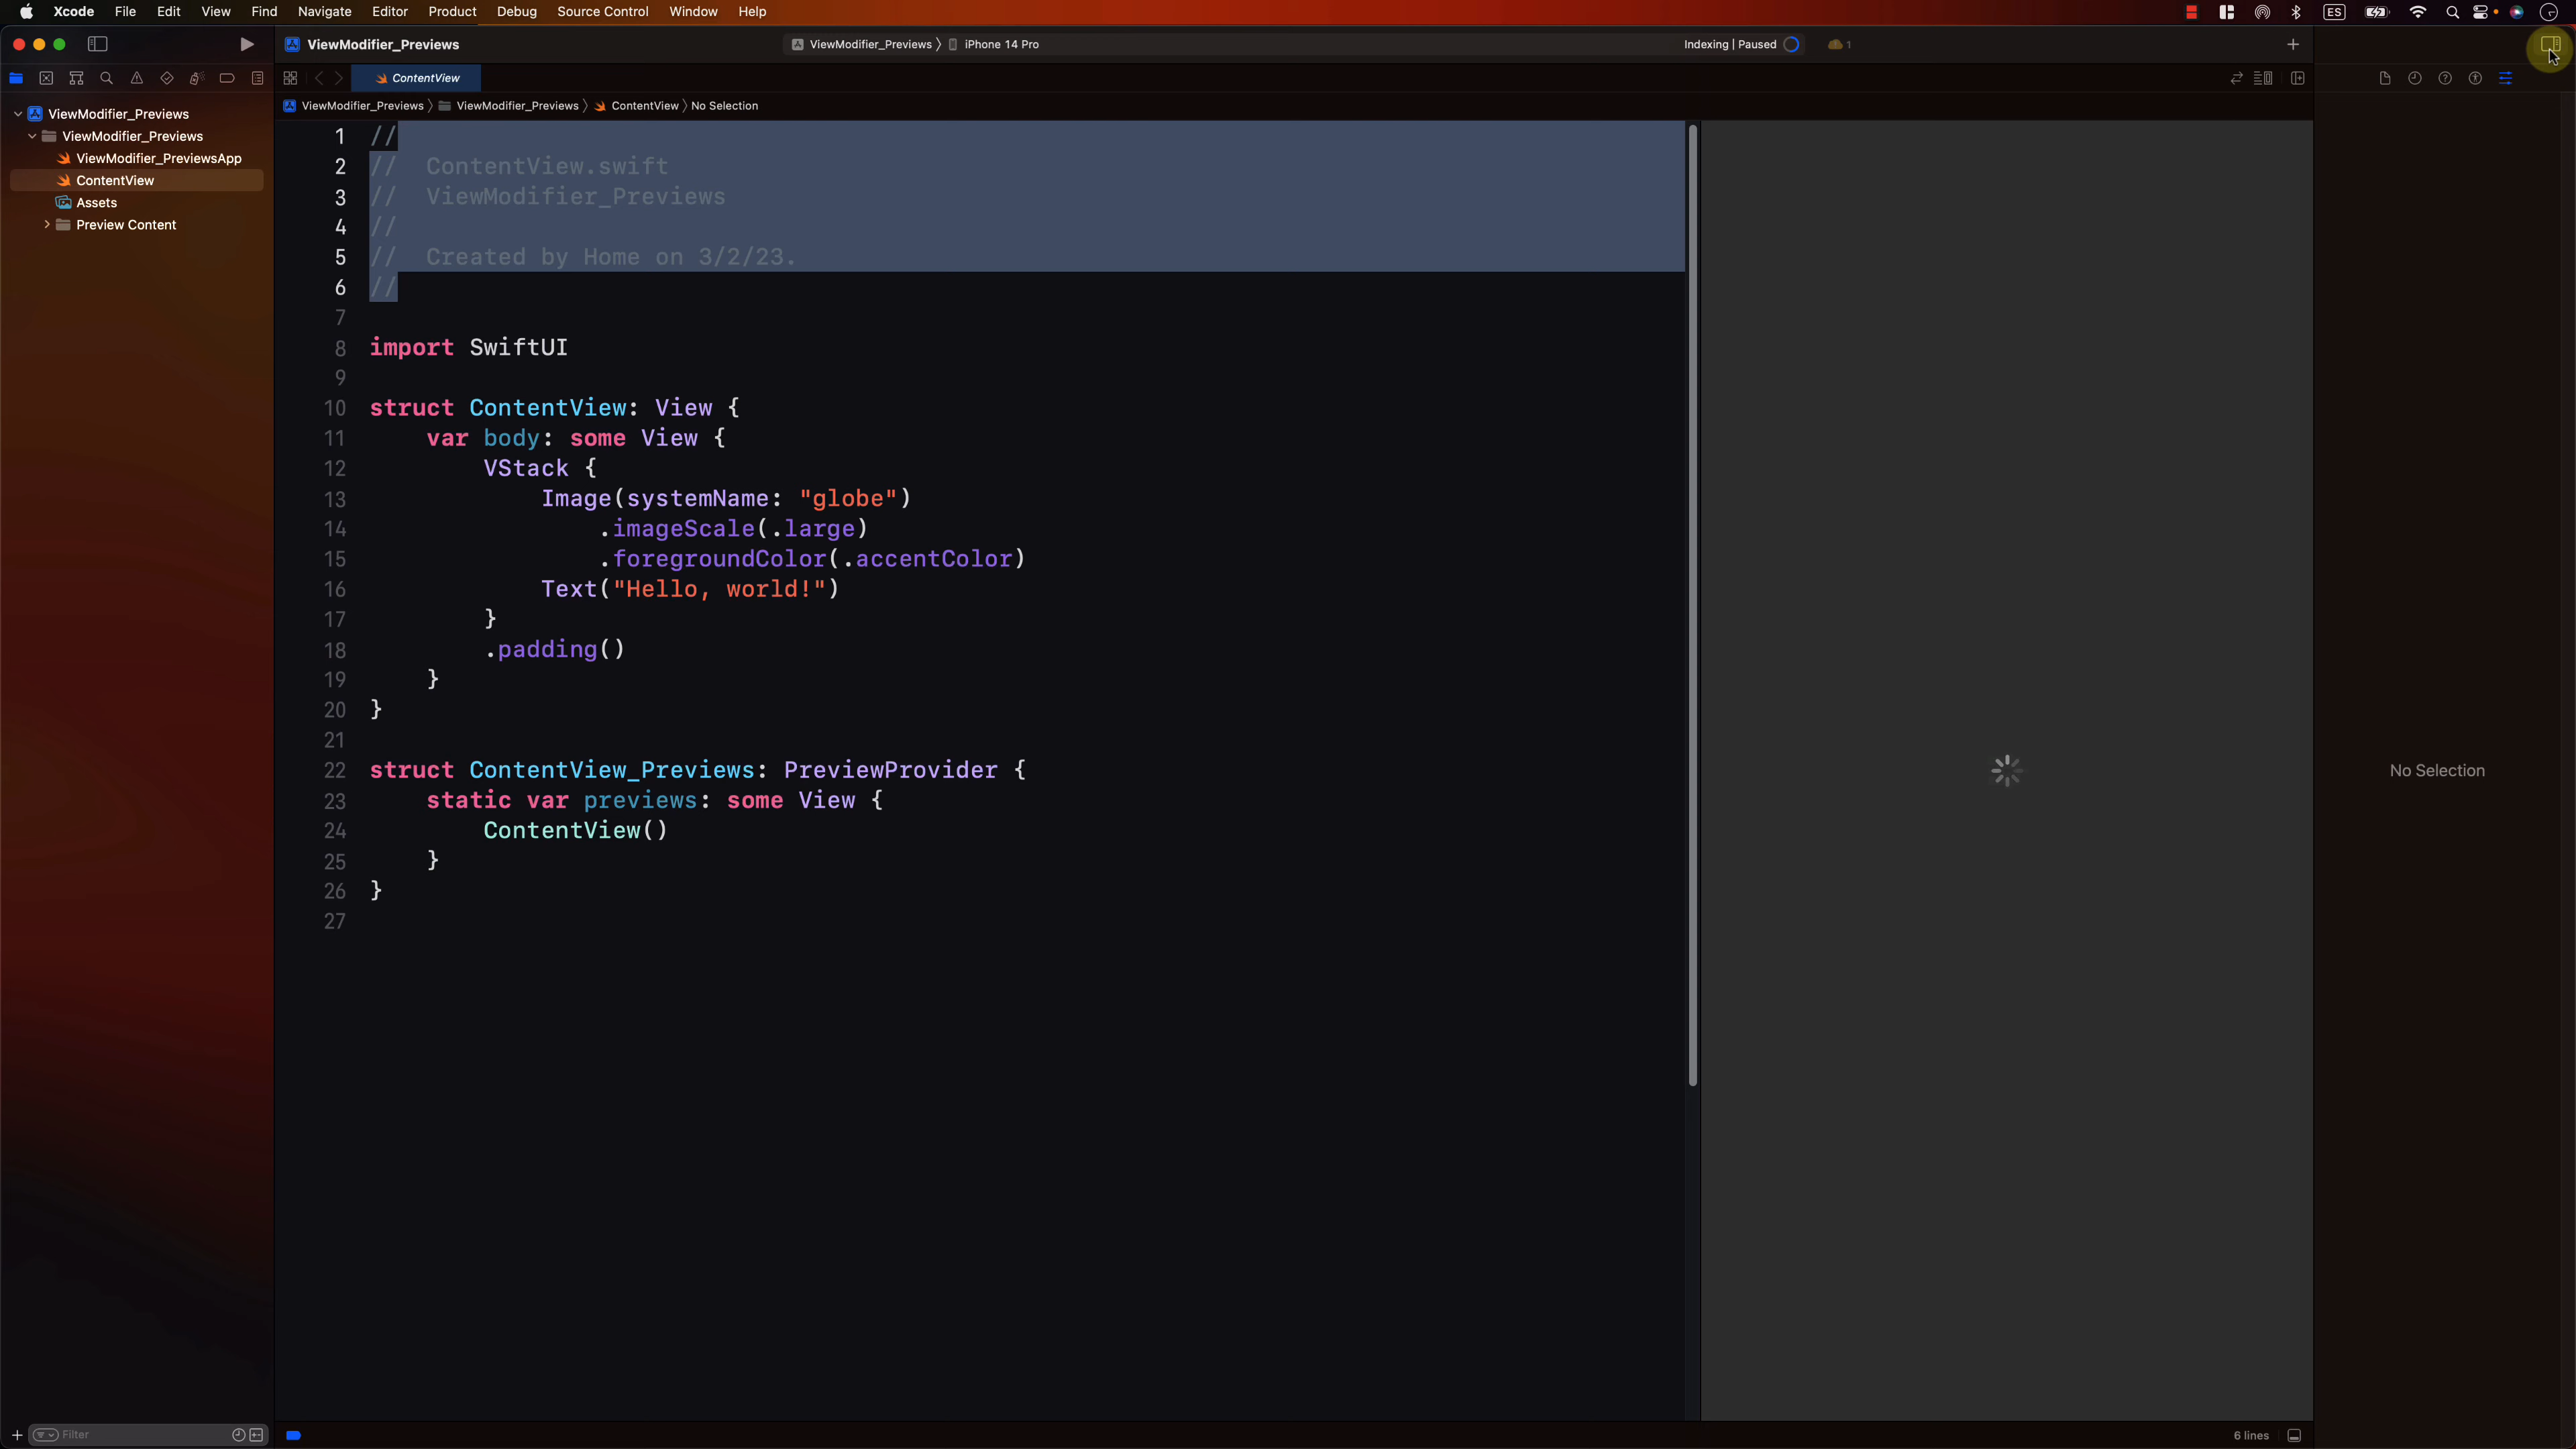 Xcode File Edit View Find Navigate Editor Product Debug Source Control Window Help
ES
ViewModifier_Previews
ViewModifier_Previews 〉 iPhone 14 Pro
Indexing | Paused
1
ContentView
ViewModifier_Previews 〉 ViewModifier_Previews 〉 ContentView 〉 No Selection
ViewModifier_Previews
ViewModifier_Previews
ViewModifier_PreviewsApp
ContentView
Assets
Preview Content
1 //
2 //  ContentView.swift
3 //  ViewModifier_Previews
4 //
5 //  Created by Home on 3/2/23.
6 //
7
8 import SwiftUI
9
10 struct ContentView: View {
11     var body: some View {
12         VStack {
13             Image(systemName: "globe")
14                 .imageScale(.large)
15                 .foregroundColor(.accentColor)
16             Text("Hello, world!")
17         }
18         .padding()
19     }
20 }
21
22 struct ContentView_Previews: PreviewProvider {
23     static var previews: some View {
24         ContentView()
25     }
26 }
27
No Selection
Filter
6 lines